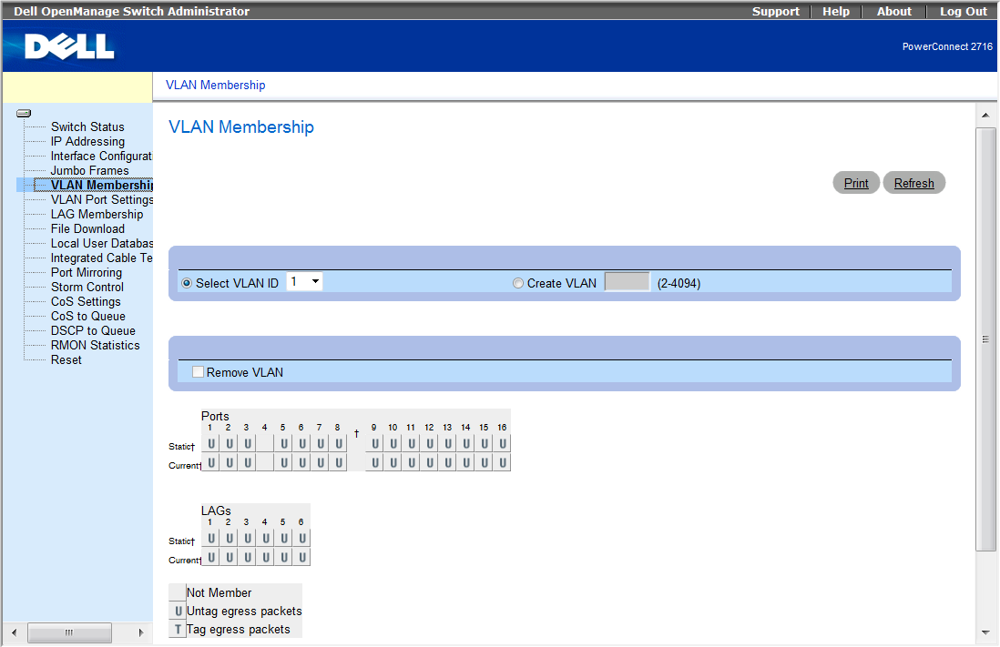 Dell OpenManage Switch Administrator Support Help About Log Out
DELL
PowerConnect 2716
VLAN Membership
Switch Status
IP Addressing
Interface Configurat
Jumbo Frames
VLAN Membership
VLAN Port Settings
LAG Membership
File Download
Local User Databas
Integrated Cable Te
Port Mirroring
Storm Control
CoS Settings
CoS to Queue
DSCP to Queue
RMON Statistics
Reset
VLAN Membership
Print Refresh
Select VLAN ID 1 Create VLAN (2-4094)
Remove VLAN
Ports
1 2 3 4 5 6 7 8 † 9 10 11 12 13 14 15 16
Static† U U U U U U U U U U U U U U U
Current† U U U U U U U U U U U U U U U
LAGs
1 2 3 4 5 6
Static† U U U U U U
Current† U U U U U U
Not Member
U Untag egress packets
T Tag egress packets